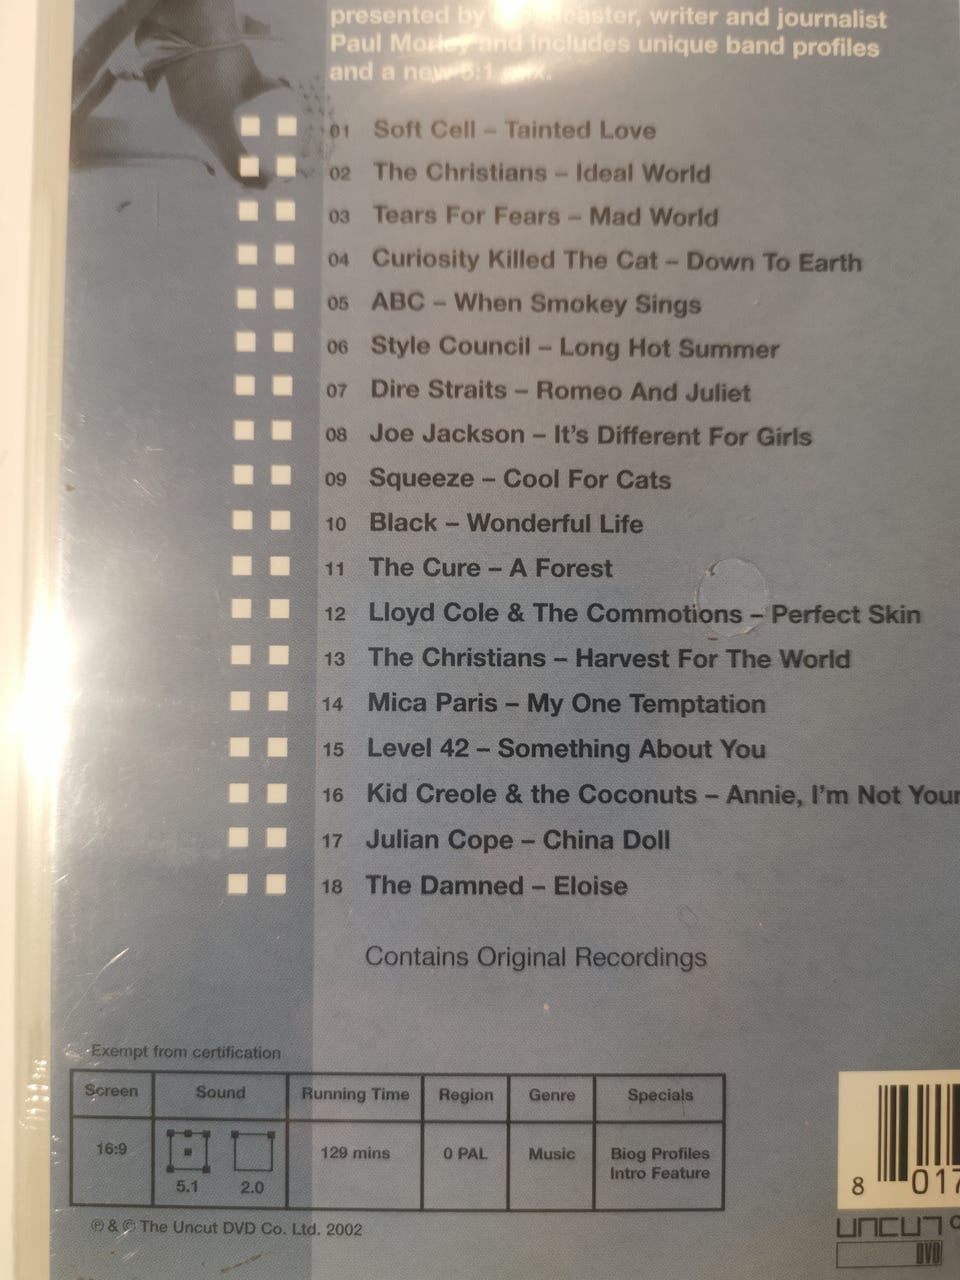 presented by broadcaster, writer and journalist
Paul Morley and includes unique band profiles
and a new 5:1 mix.
01 Soft Cell – Tainted Love
02 The Christians – Ideal World
03 Tears For Fears – Mad World
04 Curiosity Killed The Cat – Down To Earth
05 ABC – When Smokey Sings
06 Style Council – Long Hot Summer
07 Dire Straits – Romeo And Juliet
08 Joe Jackson – It's Different For Girls
09 Squeeze – Cool For Cats
10 Black – Wonderful Life
11 The Cure – A Forest
12 Lloyd Cole & The Commotions – Perfect Skin
13 The Christians – Harvest For The World
14 Mica Paris – My One Temptation
15 Level 42 – Something About You
16 Kid Creole & the Coconuts – Annie, I'm Not Your
17 Julian Cope – China Doll
18 The Damned – Eloise
Contains Original Recordings
Exempt from certification
Screen Sound Running Time Region Genre Specials
16:9 5.1 2.0 129 mins 0 PAL Music Biog Profiles
Intro Feature
8 017
℗ & © The Uncut DVD Co. Ltd. 2002
UNCUT
DVD